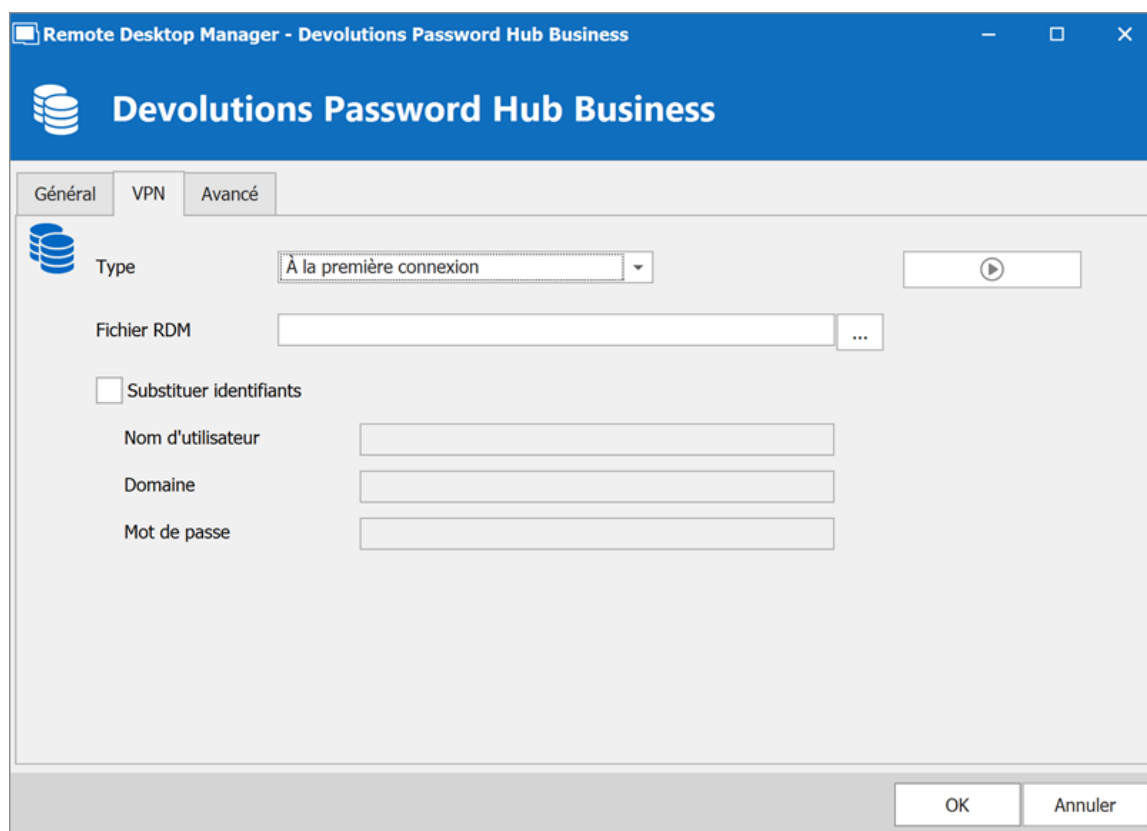 Remote Desktop Manager - Devolutions Password Hub Business
Devolutions Password Hub Business
Général VPN Avancé
Type À la première connexion
Fichier RDM ...
Substituer identifiants
Nom d'utilisateur
Domaine
Mot de passe
OK Annuler